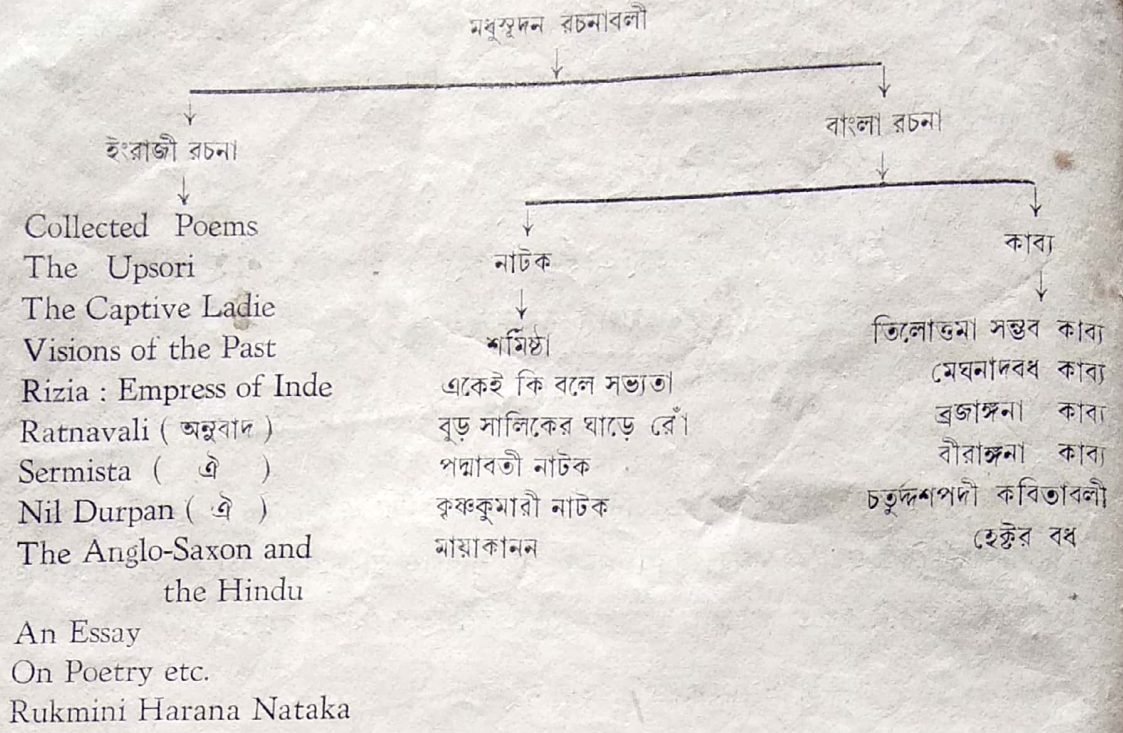 মধুসূদন রচনাবলী
ইংরাজী রচনা
Collected Poems
The Upsori
The Captive Ladie
Visions of the Past
Rizia : Empress of Inde
Ratnavali ( অনুবাদ )
Sermista ( ঐ )
Nil Durpan ( ঐ )
The Anglo-Saxon and
the Hindu
An Essay
On Poetry etc.
Rukmini Harana Nataka
বাংলা রচনা
নাটক
শর্মিষ্ঠা
একেই কি বলে সভ্যতা
বুড় সালিকের ঘাড়ে রোঁ
পদ্মাবতী নাটক
কৃষ্ণকুমারী নাটক
মায়াকানন
কাব্য
তিলোত্তমা সম্ভব কাব্য
মেঘনাদবধ কাব্য
ব্রজাঙ্গনা কাব্য
বীরাঙ্গনা কাব্য
চতুর্দ্দশপদী কবিতাবলী
হেক্টর বধ